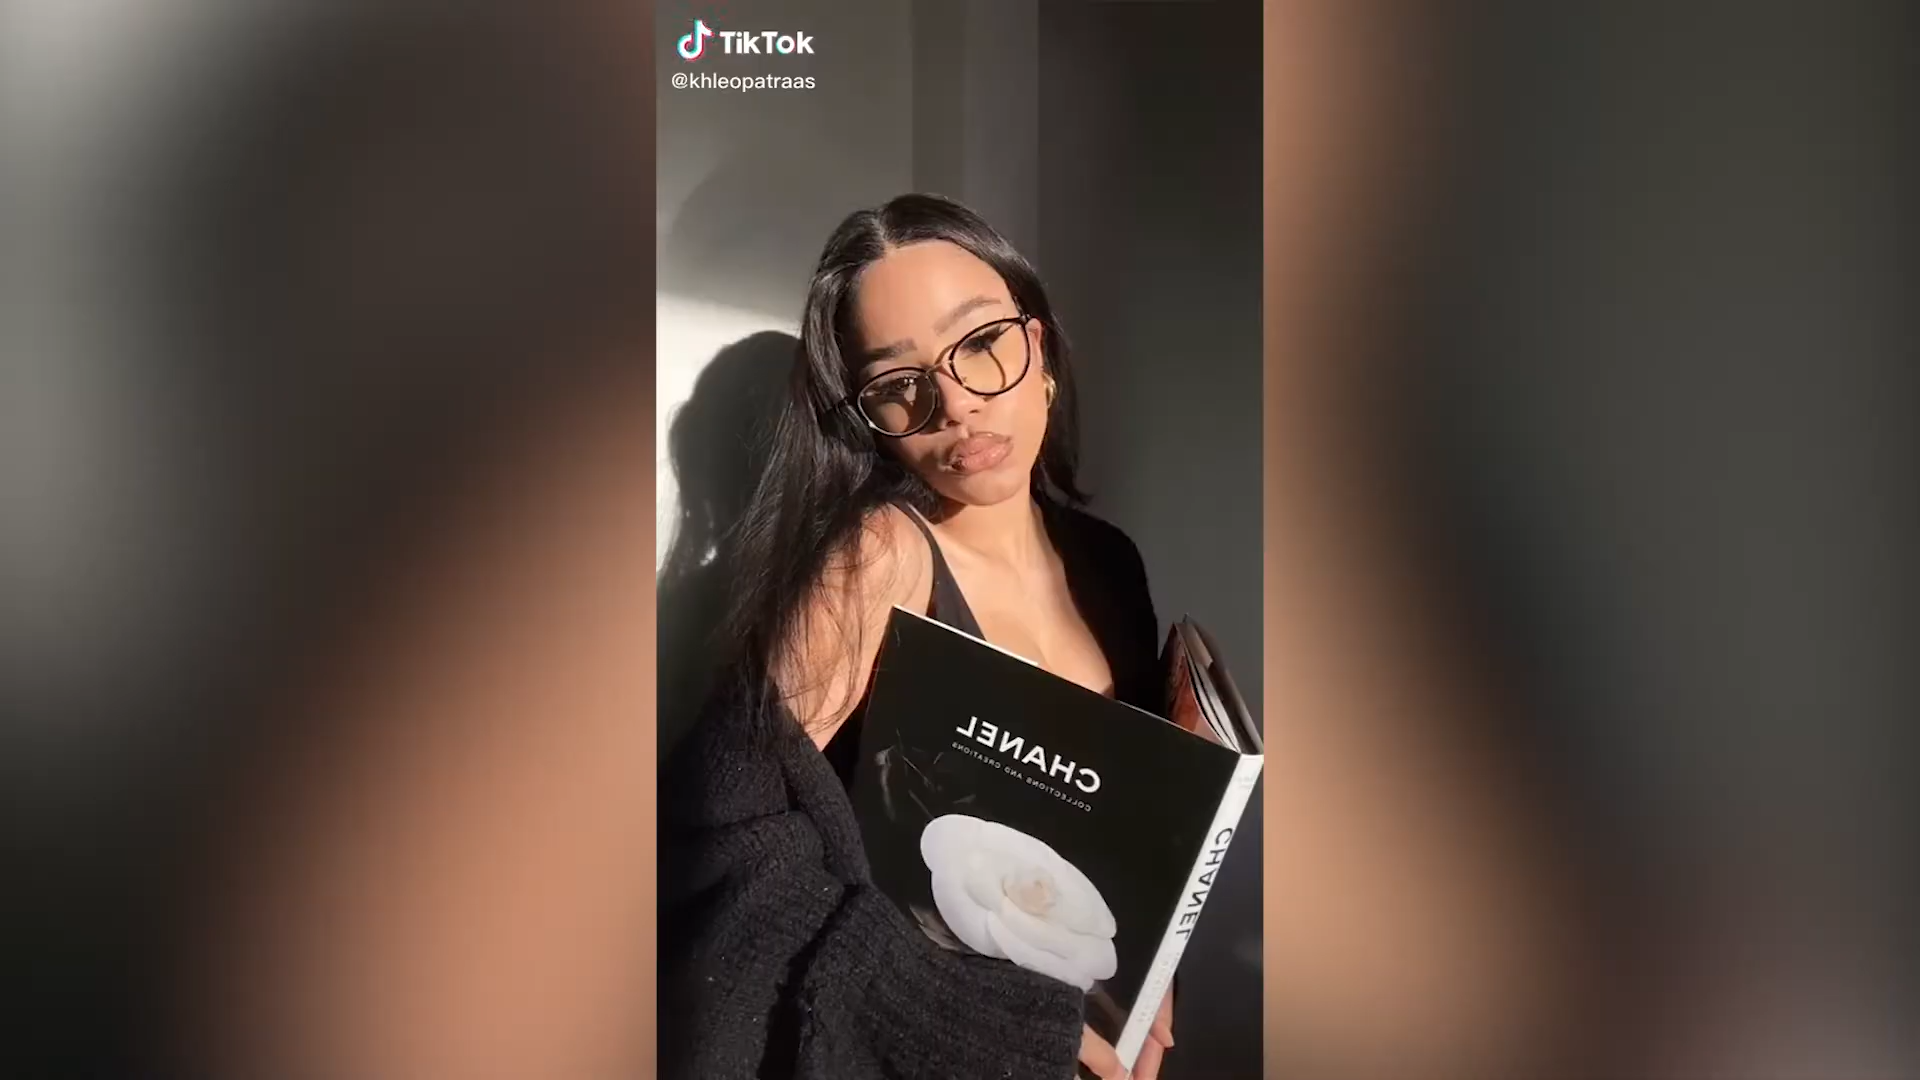 TikTok
@khleopatraas
CHANEL
COLLECTIONS AND CREATIONS
CHANEL